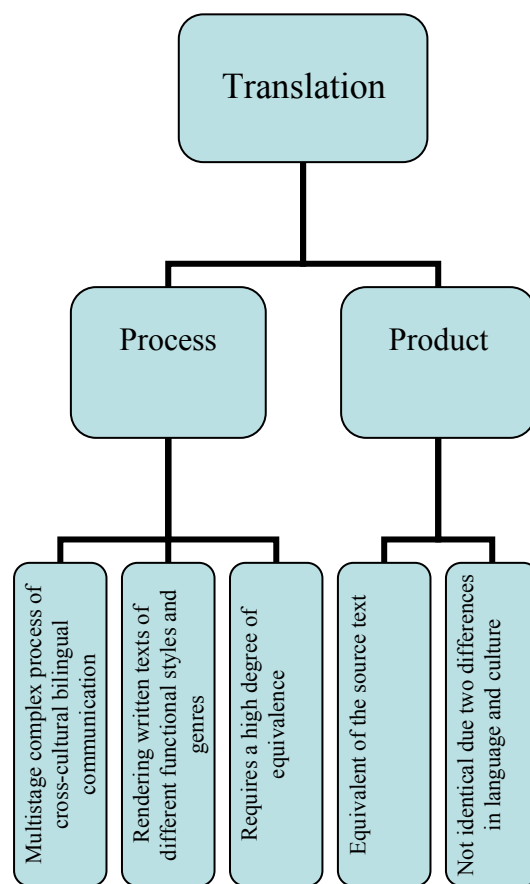 Translation
Process
Product
Multistage complex process of
cross-cultural bilingual
communication
Rendering written texts of
different functional styles and
genres
Requires a high degree of
equivalence
Equivalent of the source text
Not identical due two differences
in language and culture